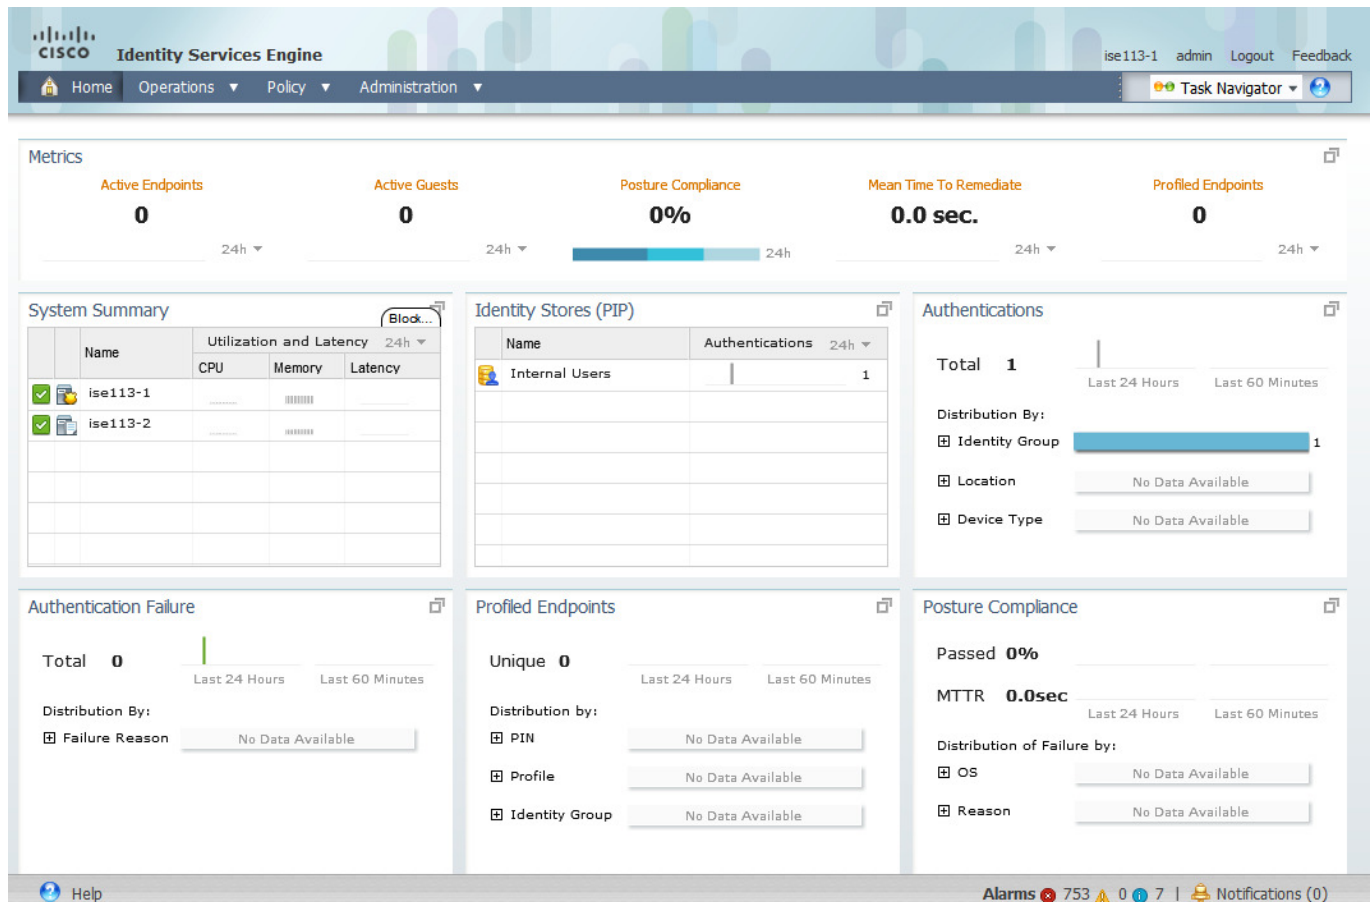 CISCO Identity Services Engine
ise113-1 admin Logout Feedback
Home Operations Policy Administration
Task Navigator
Metrics
Active Endpoints Active Guests Posture Compliance Mean Time To Remediate Profiled Endpoints
0 0 0% 0.0 sec. 0
24h 24h 24h 24h 24h
System Summary
Block...
Name Utilization and Latency 24h
CPU Memory Latency
ise113-1
ise113-2
Identity Stores (PIP)
Name Authentications 24h
Internal Users 1
Authentications
Total 1
Last 24 Hours Last 60 Minutes
Distribution By:
Identity Group 1
Location No Data Available
Device Type No Data Available
Authentication Failure
Total 0
Last 24 Hours Last 60 Minutes
Distribution By:
Failure Reason No Data Available
Profiled Endpoints
Unique 0
Last 24 Hours Last 60 Minutes
Distribution by:
PIN No Data Available
Profile No Data Available
Identity Group No Data Available
Posture Compliance
Passed 0%
MTTR 0.0sec
Last 24 Hours Last 60 Minutes
Distribution of Failure by:
OS No Data Available
Reason No Data Available
Help
Alarms 753 0 7 | Notifications (0)